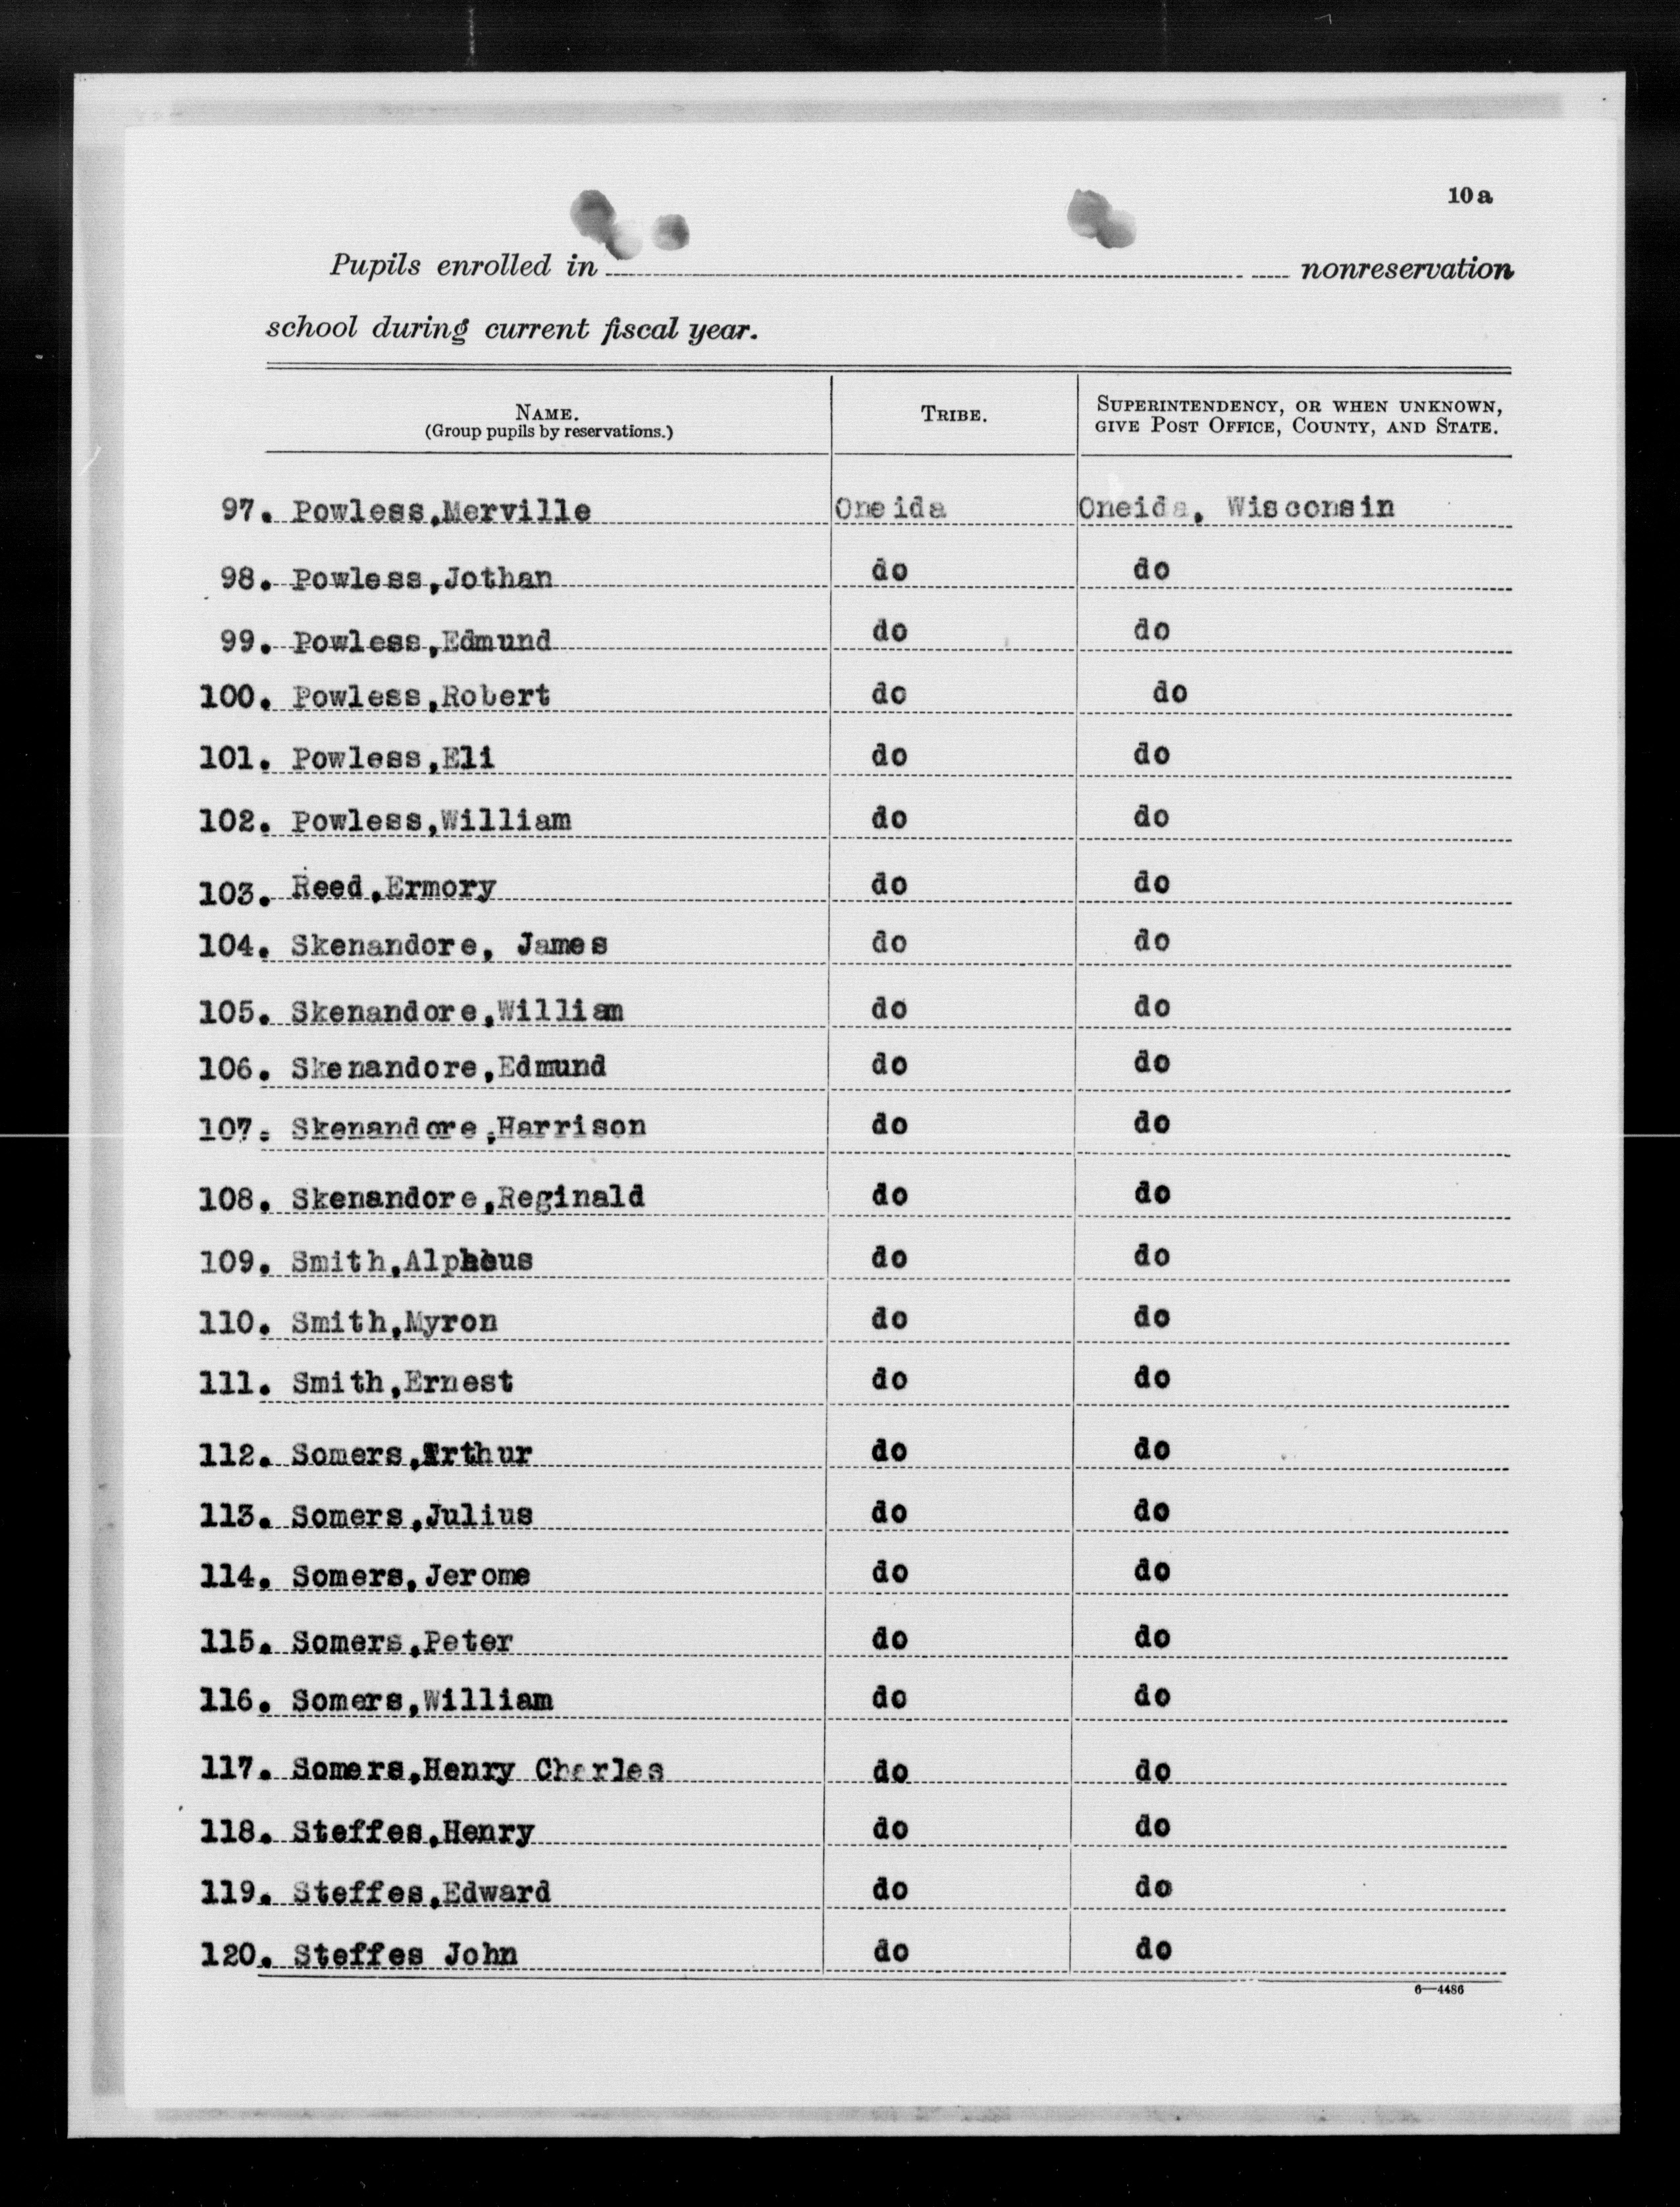 10a
Pupils enrolled in nonreservation
school during current fiscal year.
NAME.
(Group pupils by reservations.)
TRIBE.
SUPERINTENDENCY, OR WHEN UNKNOWN,
GIVE POST OFFICE, COUNTY, AND STATE.
97. Powless,Merville Oneida Oneida, Wisconsin
98. Powless,Jothan do do
99. Powless,Edmund do do
100. Powless,Robert do do
101. Powless,Eli do do
102. Powless,William do do
103. Reed,Ermory do do
104. Skenandore, James do do
105. Skenandore,William do do
106. Skenandore,Edmund do do
107. Skenandore,Harrison do do
108. Skenandore,Reginald do do
109. Smith,Alpheus do do
110. Smith,Myron do do
111. Smith,Ernest do do
112. Somers,Arthur do do
113. Somers,Julius do do
114. Somers,Jerome do do
115. Somers,Peter do do
116. Somers,William do do
117. Somers,Henry Charles do do
118. Steffes,Henry do do
119. Steffes,Edward do do
120. Steffes John do do
6—4486